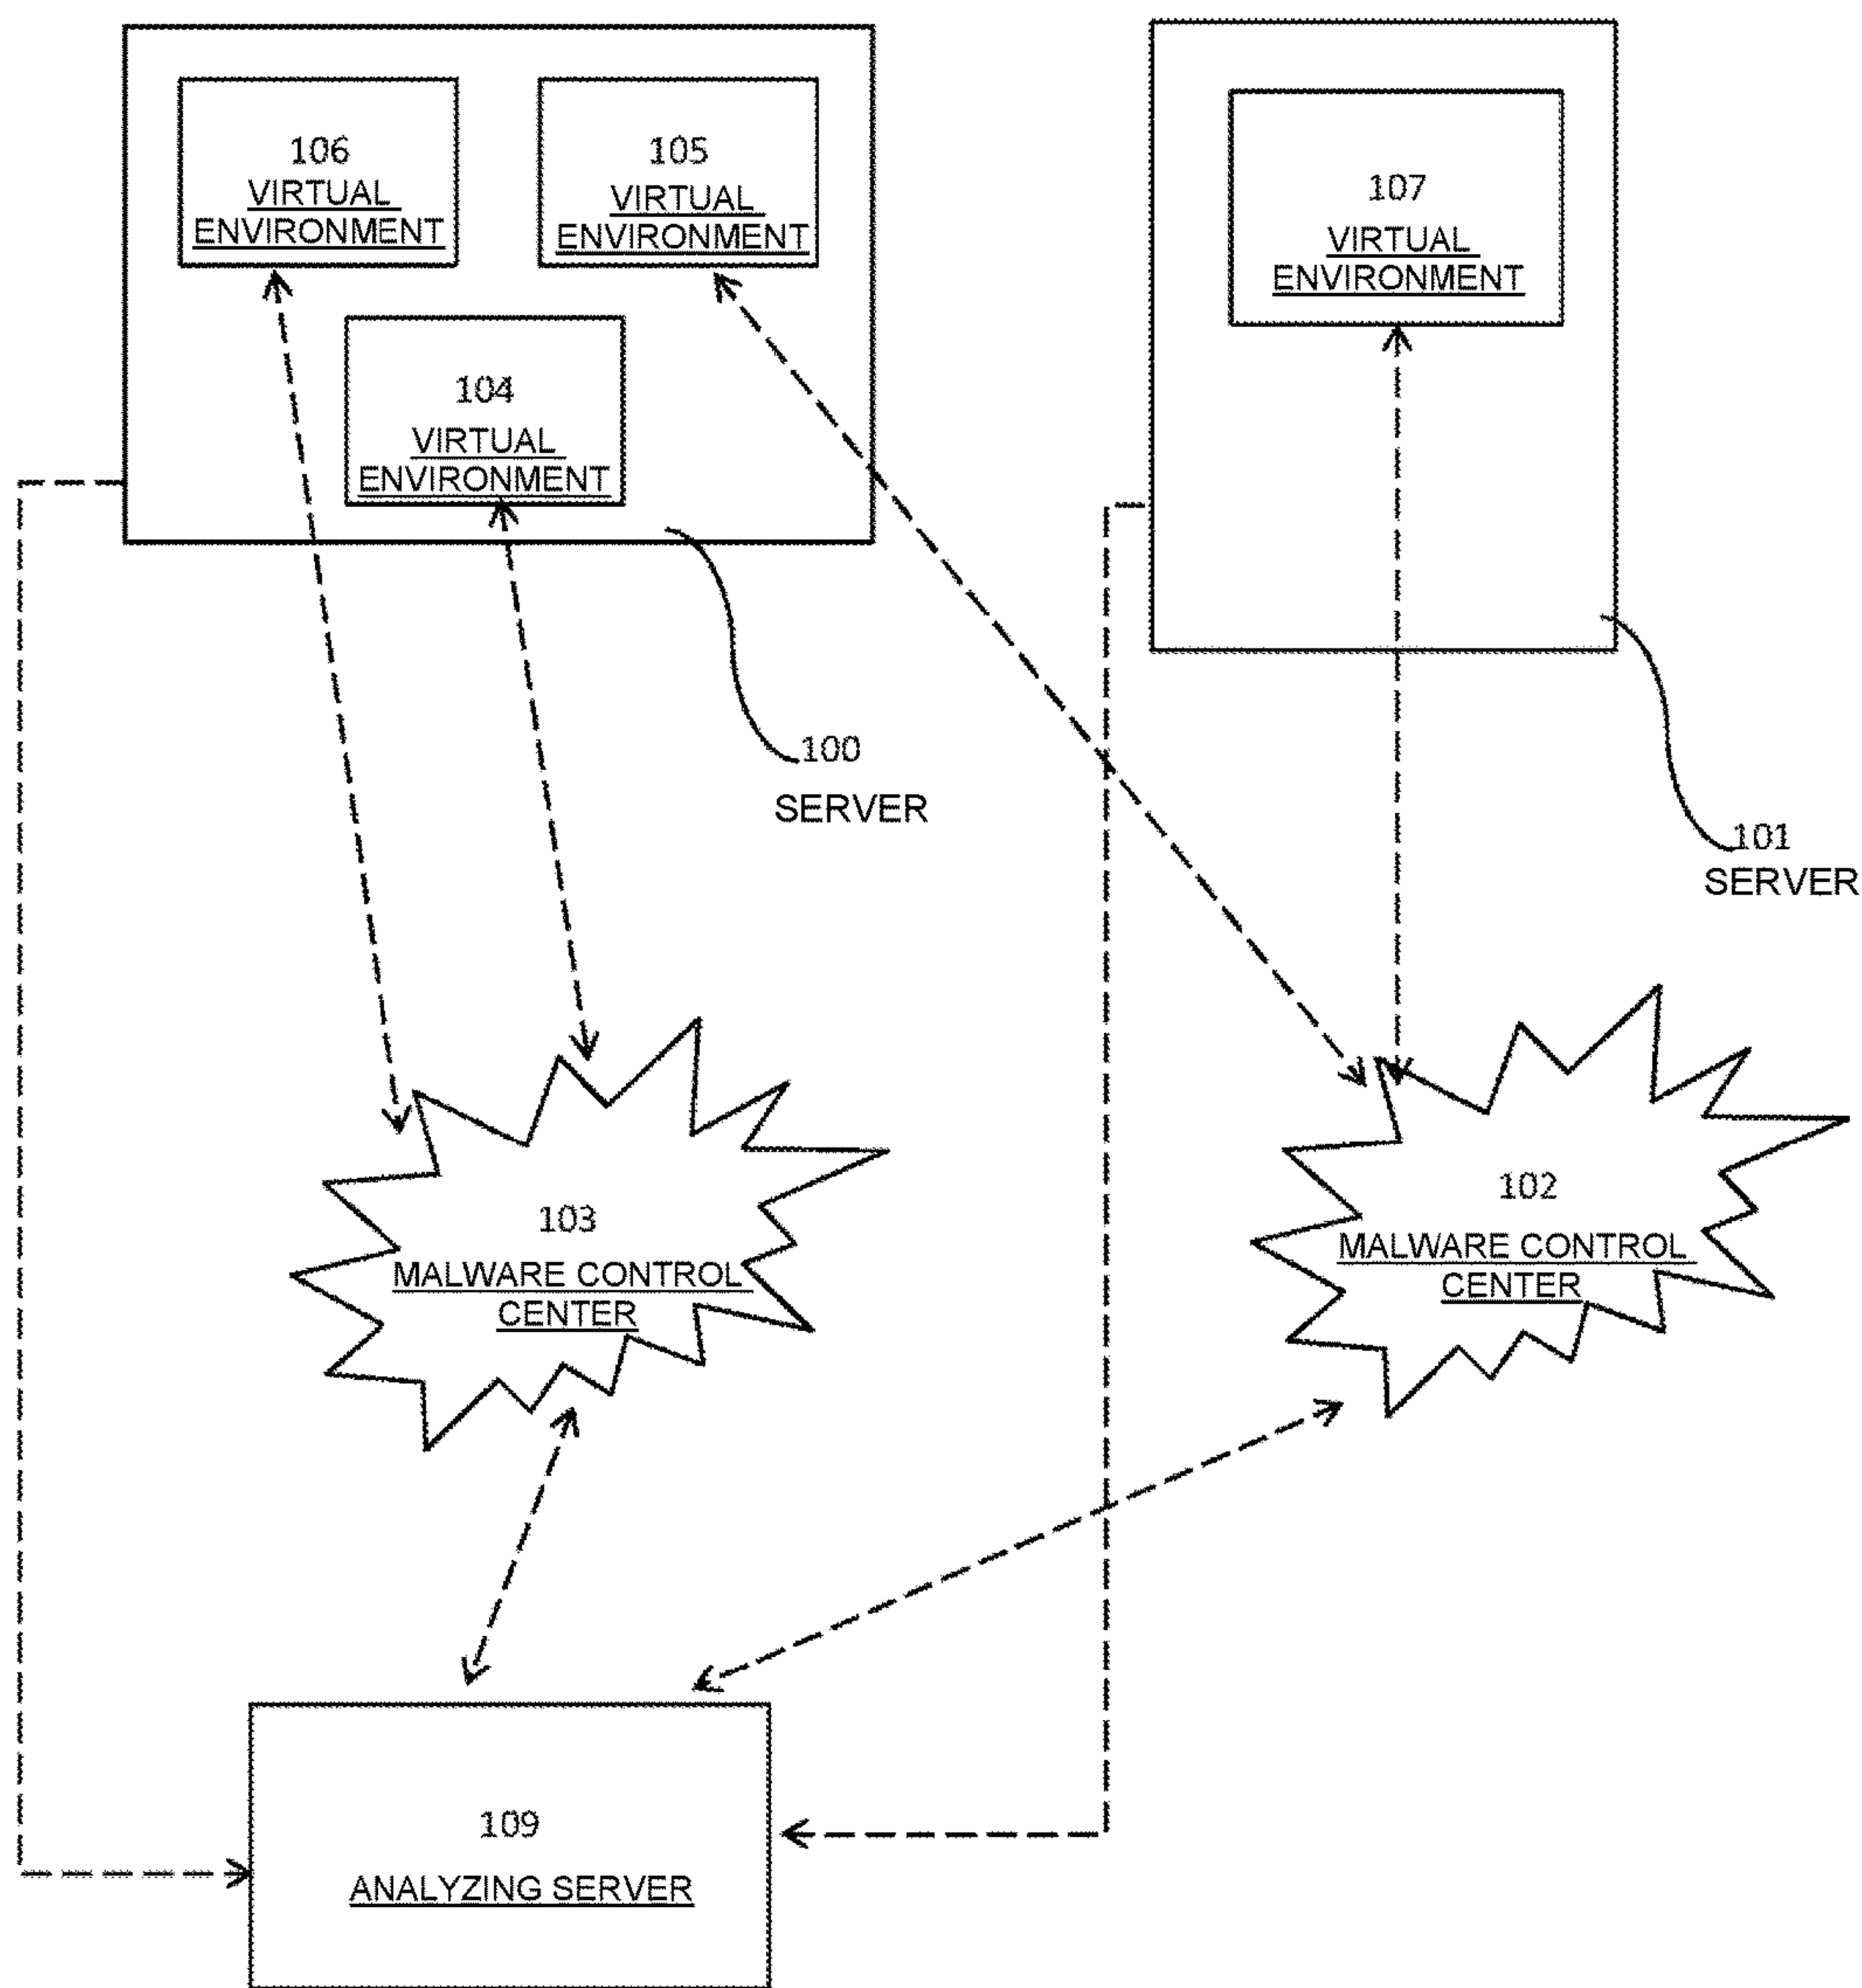 106
VIRTUAL
ENVIRONMENT
105
VIRTUAL
ENVIRONMENT
104
VIRTUAL
ENVIRONMENT
107
VIRTUAL
ENVIRONMENT
100
SERVER
101
SERVER
103
MALWARE CONTROL
CENTER
102
MALWARE CONTROL
CENTER
109
ANALYZING SERVER